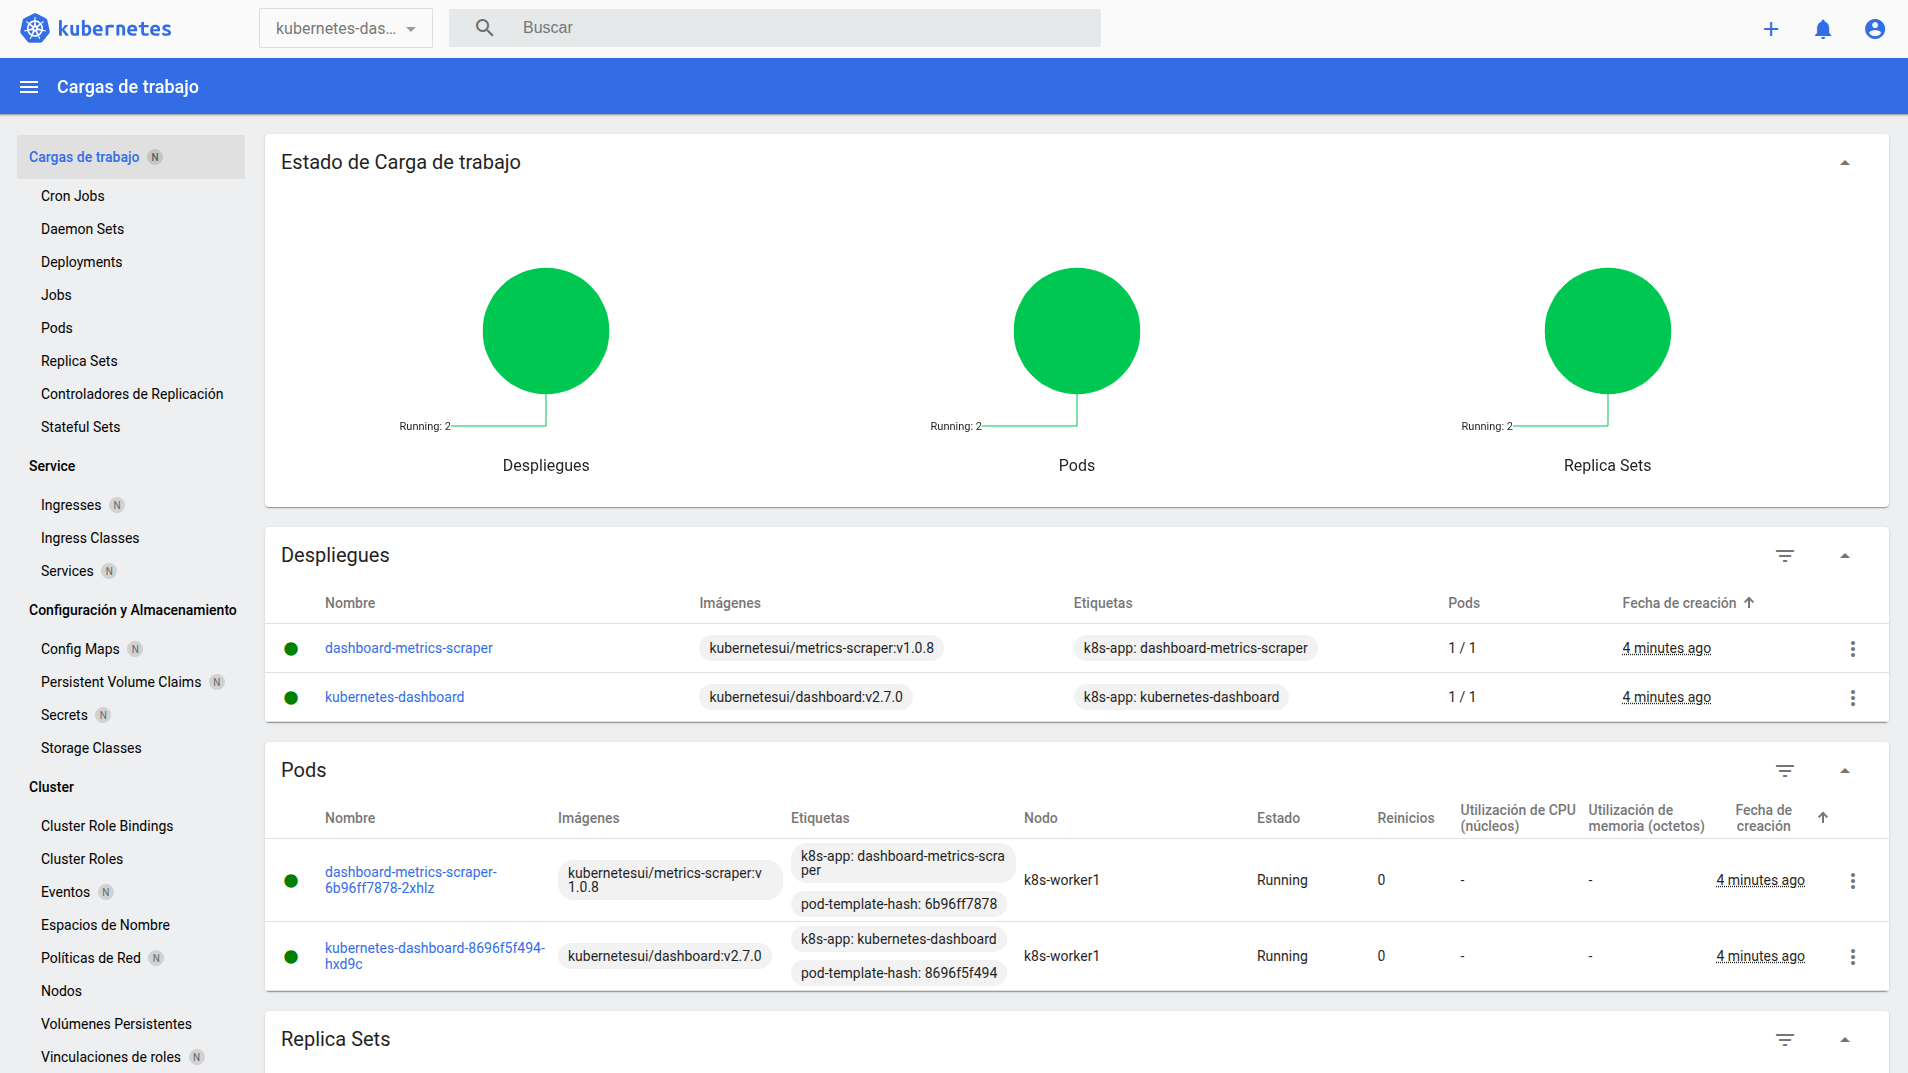 kubernetes
kubernetes-das...
Buscar
Cargas de trabajo
Cargas de trabajo N
Cron Jobs
Daemon Sets
Deployments
Jobs
Pods
Replica Sets
Controladores de Replicación
Stateful Sets
Service
Ingresses N
Ingress Classes
Services N
Configuración y Almacenamiento
Config Maps N
Persistent Volume Claims N
Secrets N
Storage Classes
Cluster
Cluster Role Bindings
Cluster Roles
Eventos N
Espacios de Nombre
Políticas de Red N
Nodos
Volúmenes Persistentes
Vinculaciones de roles N
Estado de Carga de trabajo
Running: 2
Despliegues
Running: 2
Pods
Running: 2
Replica Sets
Despliegues
Nombre Imágenes Etiquetas Pods Fecha de creación
dashboard-metrics-scraper kubernetesui/metrics-scraper:v1.0.8 k8s-app: dashboard-metrics-scraper 1 / 1 4 minutes ago
kubernetes-dashboard kubernetesui/dashboard:v2.7.0 k8s-app: kubernetes-dashboard 1 / 1 4 minutes ago
Pods
Nombre Imágenes Etiquetas Nodo Estado Reinicios
Utilización de CPU
(núcleos)
Utilización de
memoria (octetos)
Fecha de
creación
dashboard-metrics-scraper-
6b96ff7878-2xhlz
kubernetesui/metrics-scraper:v
1.0.8
k8s-app: dashboard-metrics-scra
per
pod-template-hash: 6b96ff7878
k8s-worker1 Running 0 - - 4 minutes ago
kubernetes-dashboard-8696f5f494-
hxd9c
kubernetesui/dashboard:v2.7.0
k8s-app: kubernetes-dashboard
pod-template-hash: 8696f5f494
k8s-worker1 Running 0 - - 4 minutes ago
Replica Sets